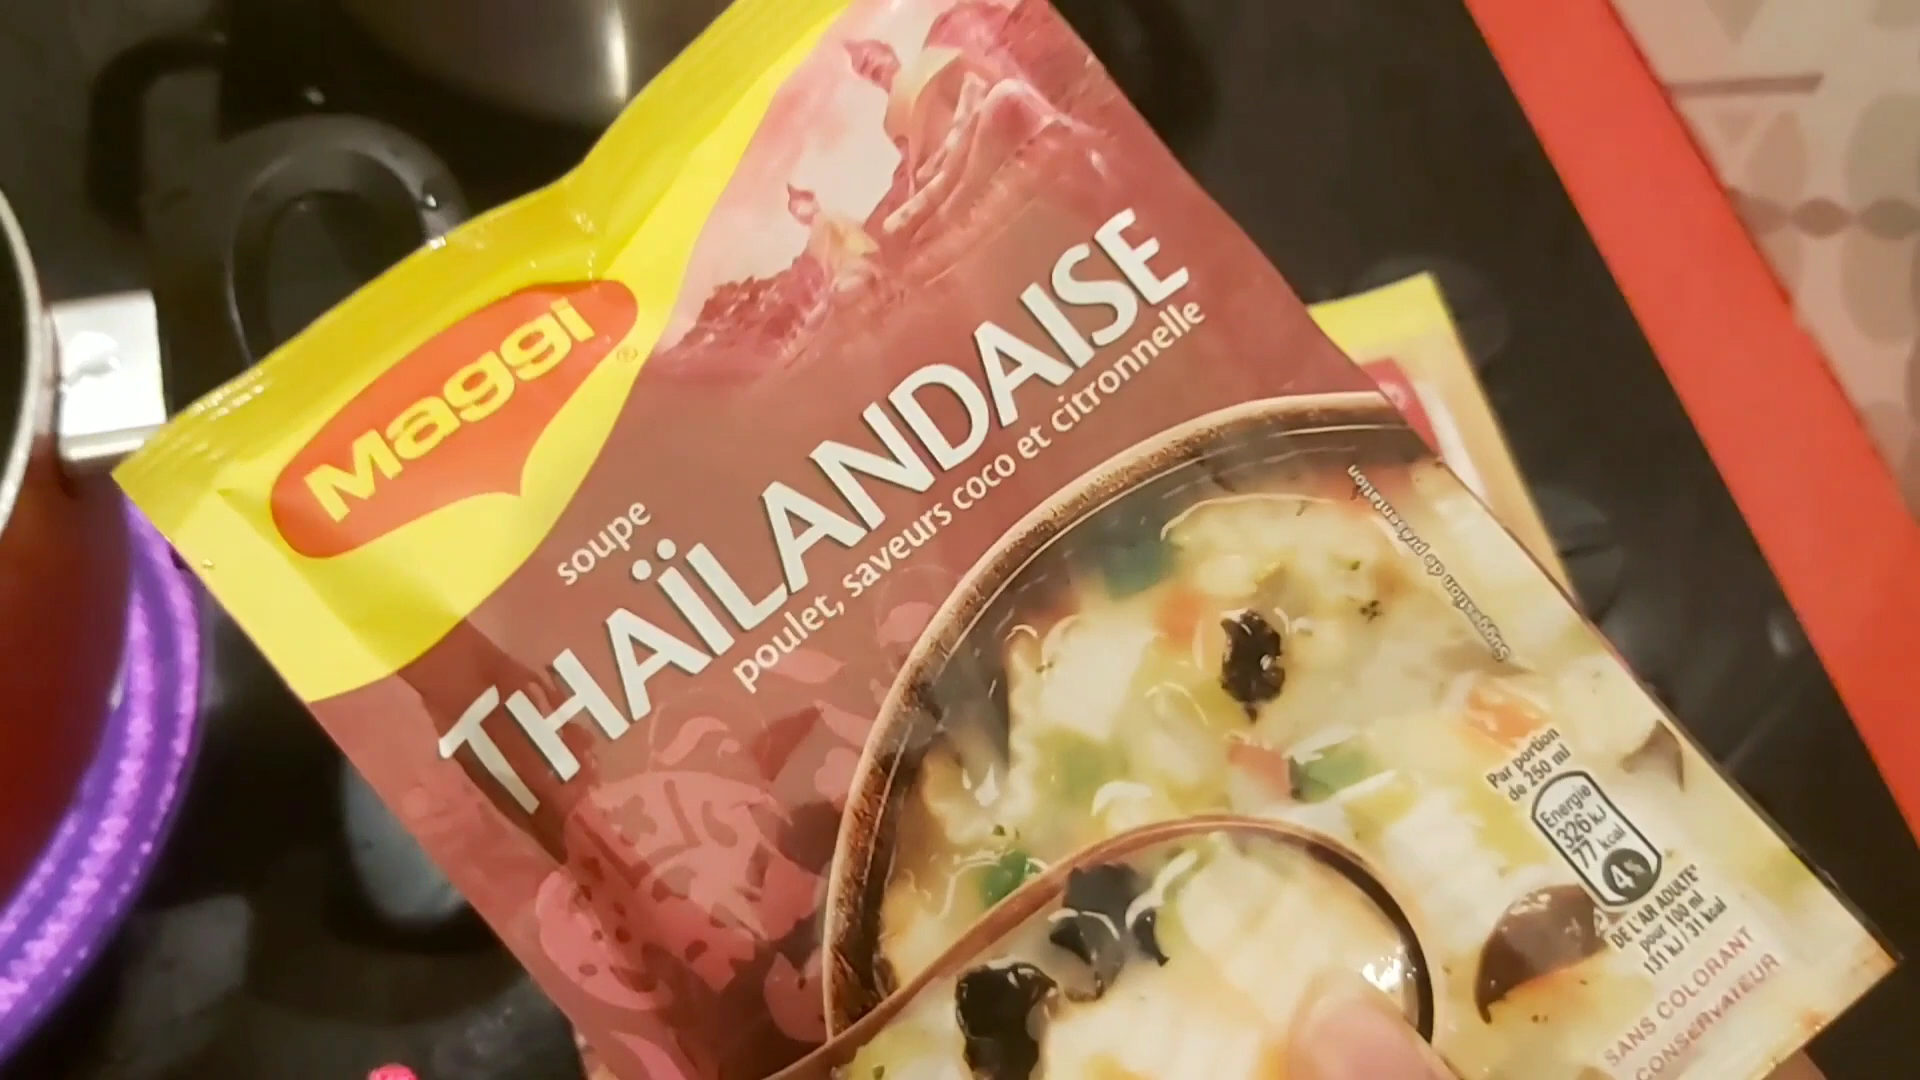 Maggi
®
soupe
THAÏLANDAISE
poulet, saveurs coco et citronnelle
Suggestion de présentation
Par portion
de 250 ml
Energie
326 kJ
77 kcal
4%
DE L'AR ADULTE*
pour 100 ml
131 kJ / 31 kcal
SANS COLORANT
CONSERVATEUR